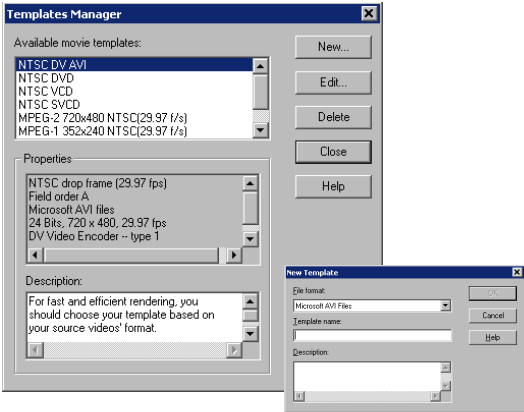 Templates Manager
Available movie templates:
NTSC DV AVI
NTSC DVD
NTSC VCD
NTSC SVCD
MPEG-2 720x480 NTSC(29.97 f/s)
MPEG-1 352x240 NTSC(29.97 f/s)
New...
Edit...
Delete
Close
Help
Properties
NTSC drop frame (29.97 fps)
Field order A
Microsoft AVI files
24 Bits, 720 x 480, 29.97 fps
DV Video Encoder -- type 1
Description:
For fast and efficient rendering, you
should choose your template based on
your source videos' format.
New Template
File format:
Microsoft AVI Files
Template name:
Description:
OK
Cancel
Help